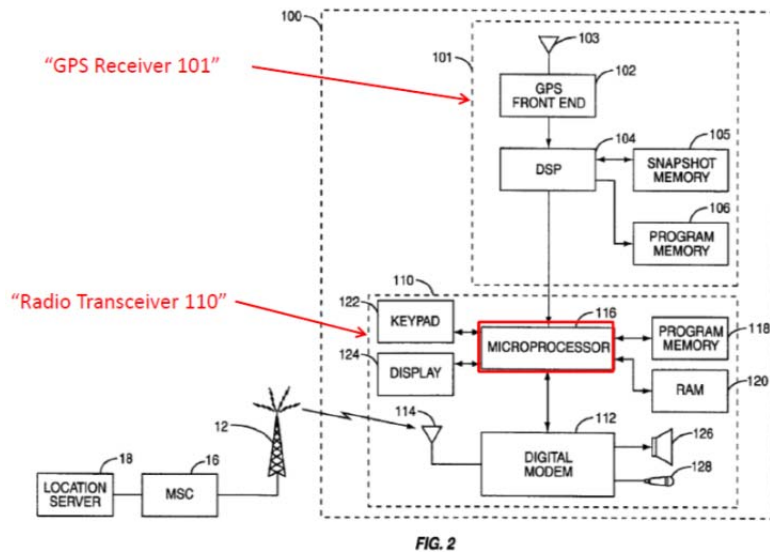 100
103
101
"GPS Receiver 101"
102
GPS
FRONT END
104
105
DSP
SNAPSHOT
MEMORY
106
PROGRAM
MEMORY
"Radio Transceiver 110"
110
122
116
KEYPAD
MICROPROCESSOR
PROGRAM
MEMORY
118
124
DISPLAY
RAM
120
114
112
12
126
18
16
DIGITAL
MODEM
128
LOCATION
SERVER
MSC
FIG. 2